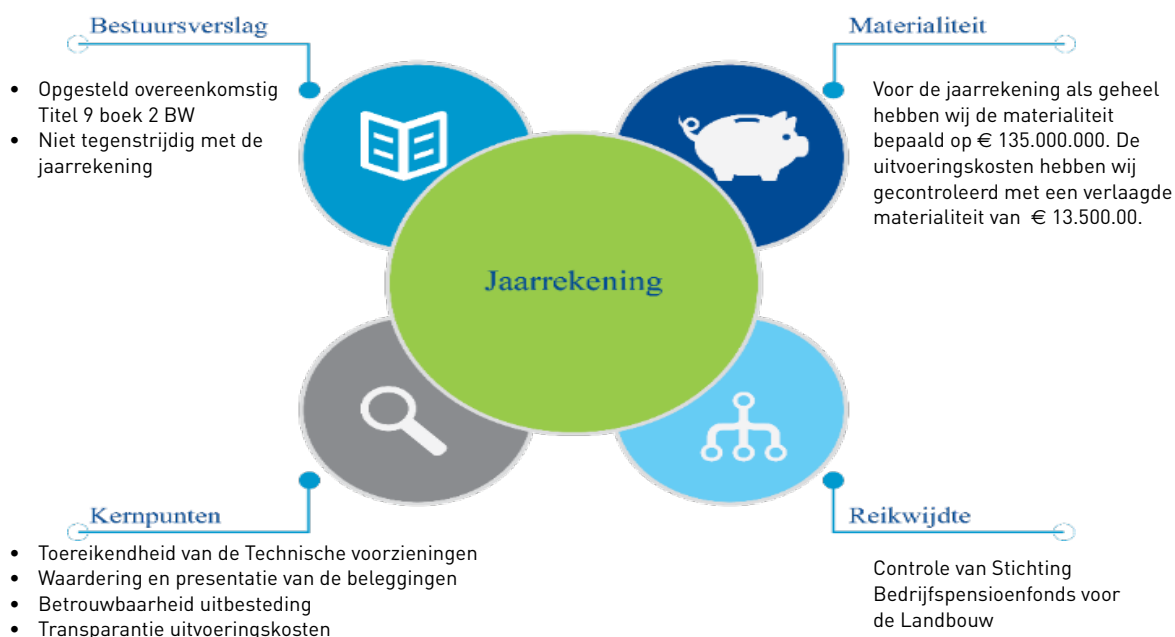 Bestuursverslag
• Opgesteld overeenkomstig
Titel 9 boek 2 BW
• Niet tegenstrijdig met de
jaarrekening
Materialiteit
Voor de jaarrekening als geheel
hebben wij de materialiteit
bepaald op € 135.000.000. De
uitvoeringskosten hebben wij
gecontroleerd met een verlaagde
materialiteit van € 13.500.00.
Jaarrekening
Kernpunten
• Toereikendheid van de Technische voorzieningen
• Waardering en presentatie van de beleggingen
• Betrouwbaarheid uitbesteding
• Transparantie uitvoeringskosten
Reikwijdte
Controle van Stichting
Bedrijfspensioenfonds voor
de Landbouw